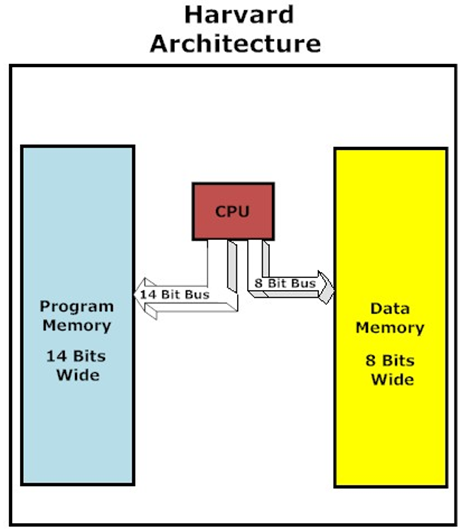 Harvard
Architecture
CPU
14 Bit Bus
8 Bit Bus
Program
Memory
14 Bits
Wide
Data
Memory
8 Bits
Wide